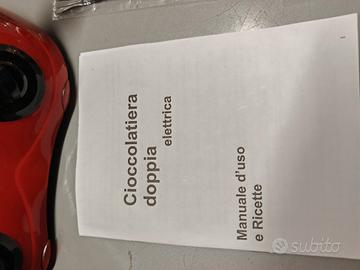 Cioccolatiera
doppia
elettrica
Manuale d'uso
e Ricette
subito